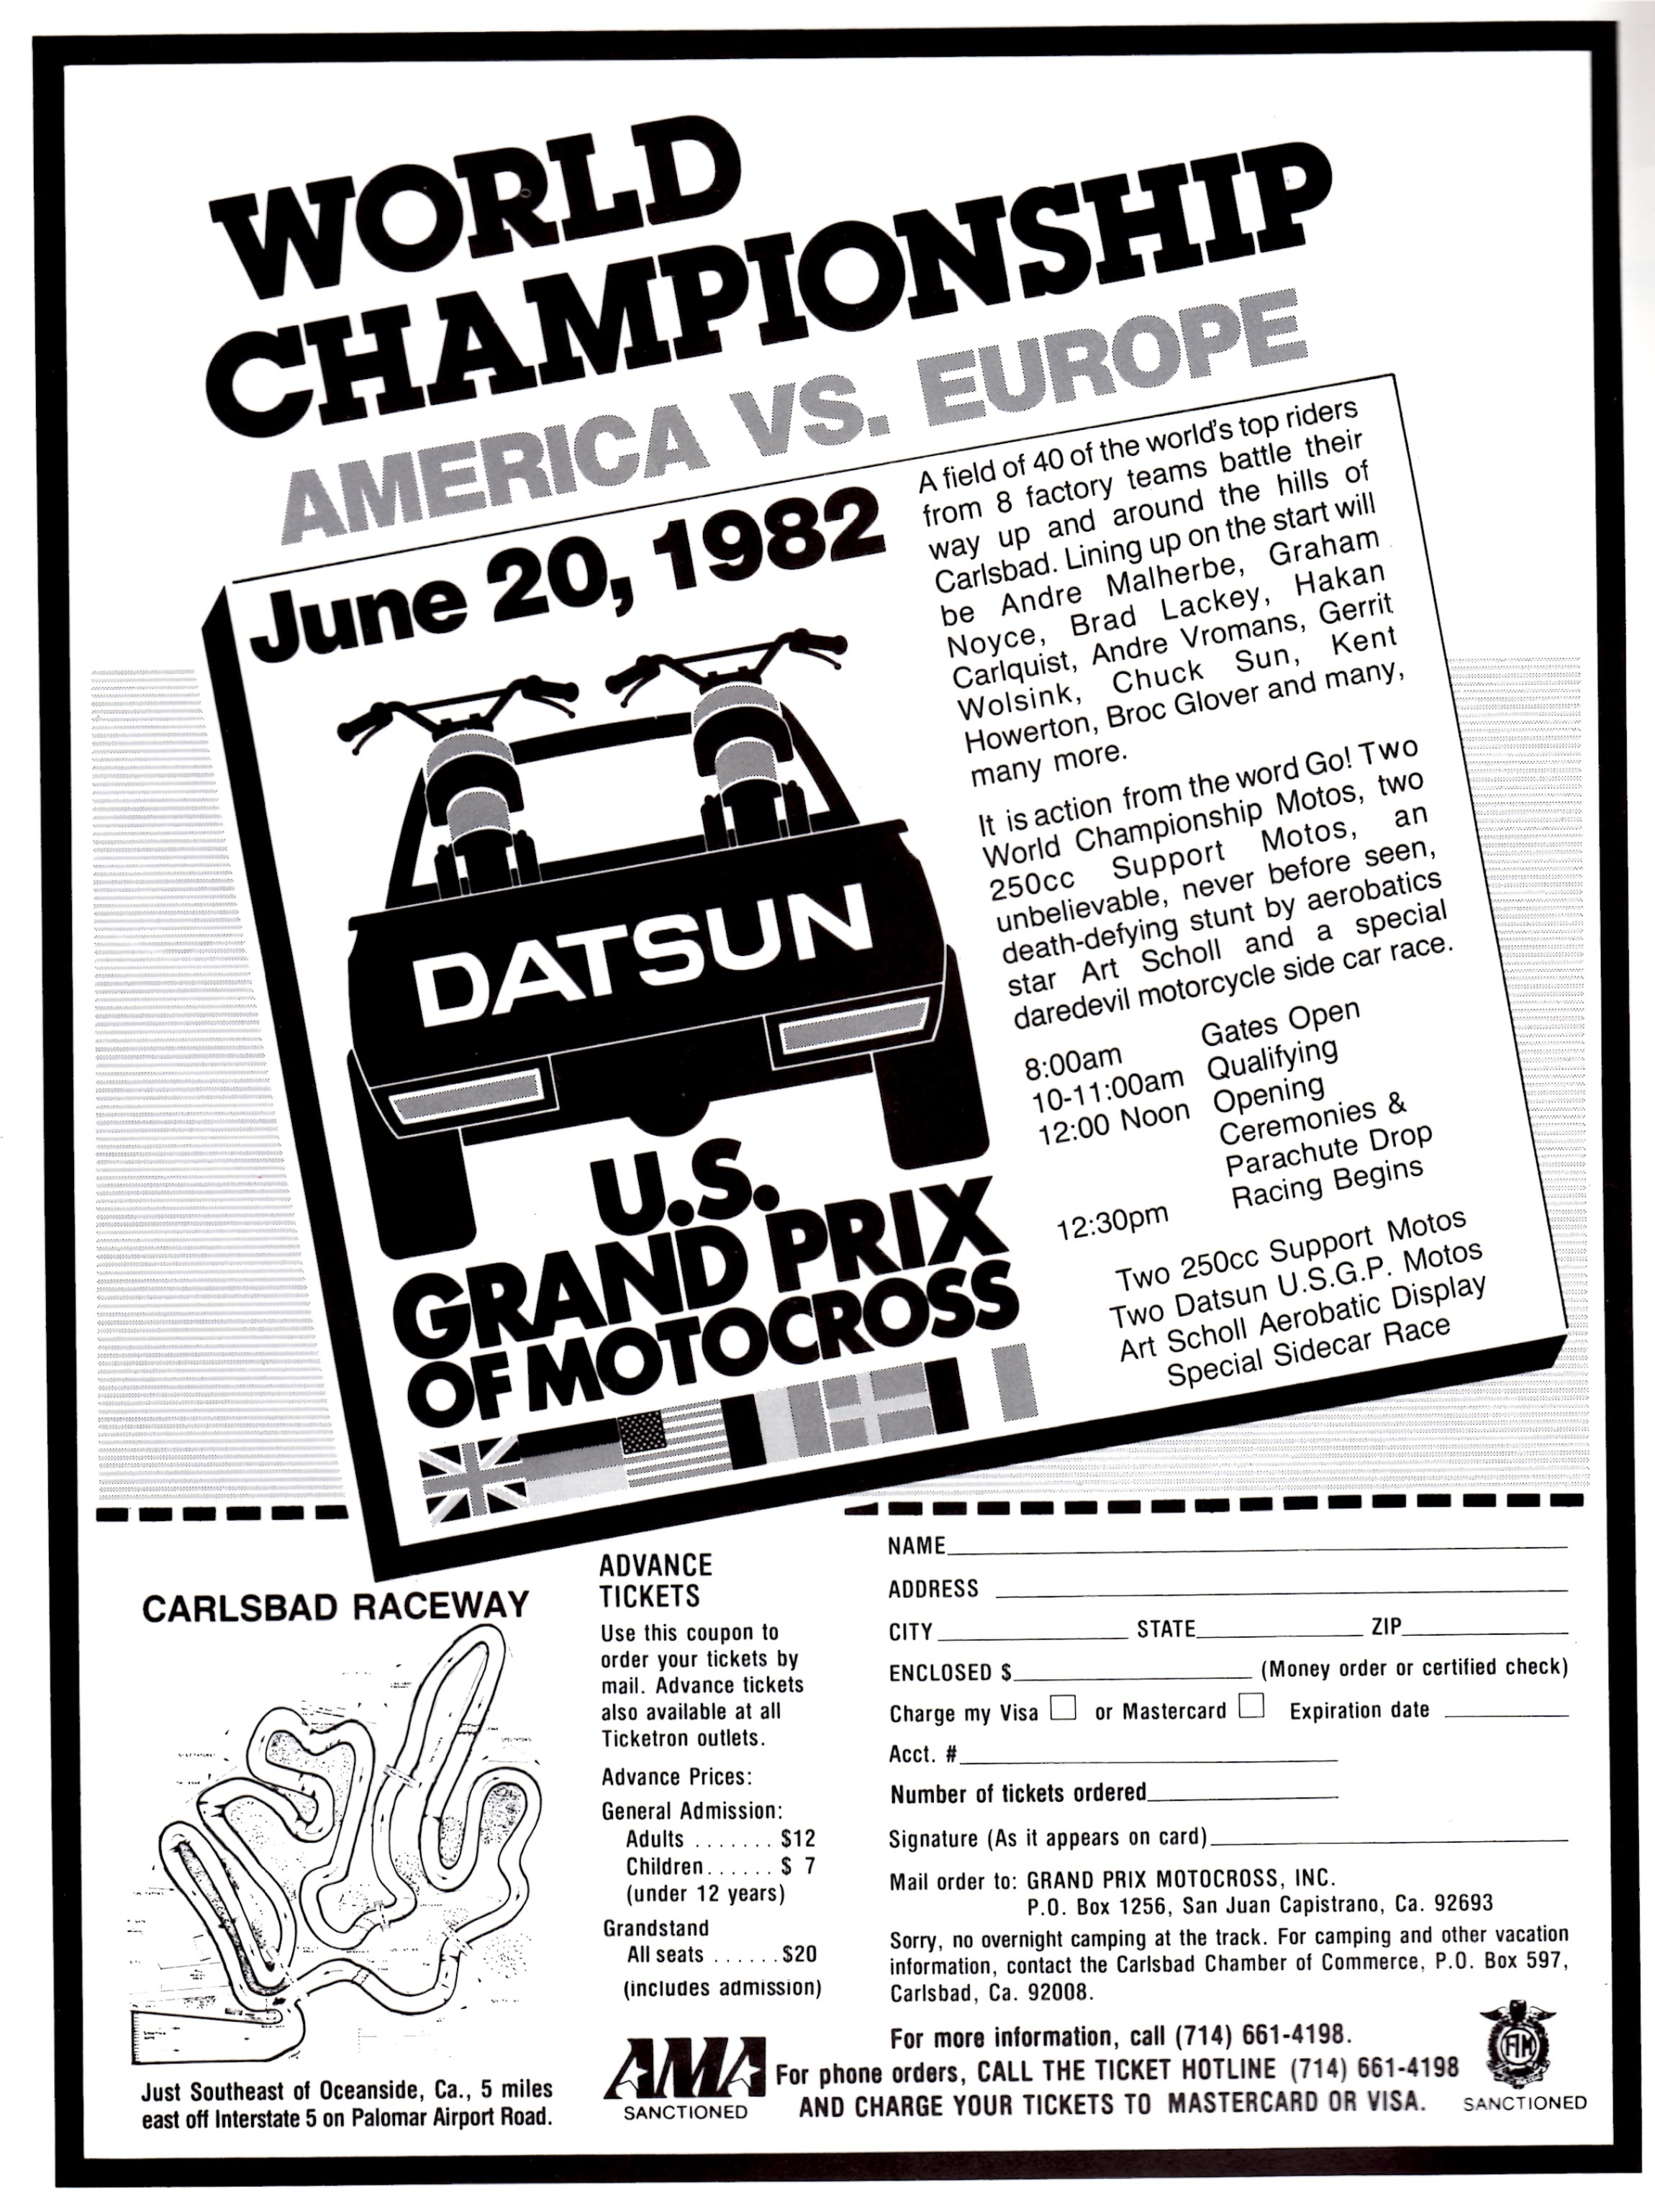 WORLD
CHAMPIONSHIP
AMERICA VS. EUROPE
June 20, 1982
A field of 40 of the world's top riders
from 8 factory teams battle their
way up and around the hills of
Carlsbad. Lining up on the start will
be Andre Malherbe, Graham
Noyce, Brad Lackey, Hakan
Carlquist, Andre Vromans, Gerrit
Wolsink, Chuck Sun, Kent
Howerton, Broc Glover and many,
many more.
It is action from the word Go! Two
World Championship Motos, two
250cc Support Motos, an
unbelievable, never before seen,
death-defying stunt by aerobatics
star Art Scholl and a special
daredevil motorcycle side car race.
8:00am Gates Open
10-11:00am Qualifying
12:00 Noon Opening
Ceremonies &
Parachute Drop
12:30pm Racing Begins
Two 250cc Support Motos
Two Datsun U.S.G.P. Motos
Art Scholl Aerobatic Display
Special Sidecar Race
DATSUN
U.S.
GRAND PRIX
OF MOTOCROSS
CARLSBAD RACEWAY
Just Southeast of Oceanside, Ca., 5 miles
east off Interstate 5 on Palomar Airport Road.
ADVANCE
TICKETS
Use this coupon to
order your tickets by
mail. Advance tickets
also available at all
Ticketron outlets.
Advance Prices:
General Admission:
Adults ....... $12
Children...... $ 7
(under 12 years)
Grandstand
All seats ...... $20
(includes admission)
NAME
ADDRESS
CITY STATE ZIP
ENCLOSED $ (Money order or certified check)
Charge my Visa or Mastercard Expiration date
Acct. #
Number of tickets ordered
Signature (As it appears on card)
Mail order to: GRAND PRIX MOTOCROSS, INC.
P.O. Box 1256, San Juan Capistrano, Ca. 92693
Sorry, no overnight camping at the track. For camping and other vacation
information, contact the Carlsbad Chamber of Commerce, P.O. Box 597,
Carlsbad, Ca. 92008.
For more information, call (714) 661-4198.
For phone orders, CALL THE TICKET HOTLINE (714) 661-4198
AND CHARGE YOUR TICKETS TO MASTERCARD OR VISA.
AMA
SANCTIONED
FIM
SANCTIONED